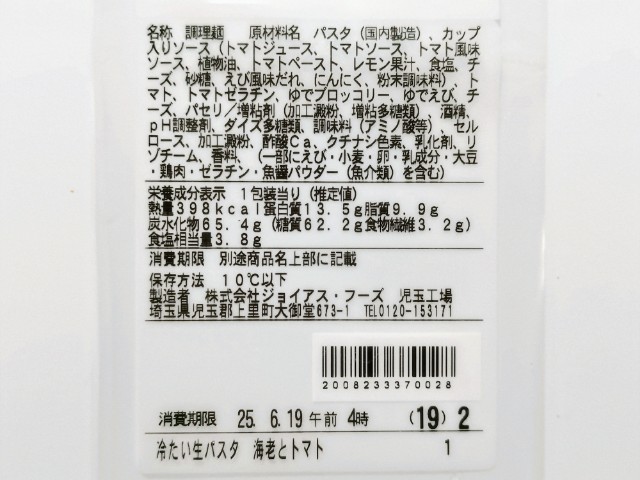 名称 調理麺 原材料名 パスタ（国内製造）、カップ
入りソース（トマトジュース、トマトソース、トマト風味
ソース、植物油、トマトペースト、レモン果汁、食塩、チ
ーズ、砂糖、えび風味だれ、にんにく、粉末調味料）、ト
マト、トマトゼラチン、ゆでブロッコリー、ゆでえび、チ
ーズ、パセリ／増粘剤（加工澱粉、増粘多糖類）、酒精、
pH調整剤、ダイズ多糖類、調味料（アミノ酸等）、セル
ロース、加工澱粉、酢酸Ca、クチナシ色素、乳化剤、リ
ゾチーム、香料、（一部にえび・小麦・卵・乳成分・大豆
・鶏肉・ゼラチン・魚醤パウダー（魚介類）を含む）
栄養成分表示 1包装当り（推定値）
熱量398kcal蛋白質13.5g脂質9.9g
炭水化物65.4g（糖質62.2g食物繊維3.2g）
食塩相当量3.8g
消費期限 別途商品名上部に記載
保存方法 10℃以下
製造者 株式会社ジョイアス・フーズ 児玉工場
埼玉県児玉郡上里町大御堂673-1 TEL0120-153171
2008233370028
消費期限 25. 6.19 午前 4時 (19) 2
冷たい生パスタ 海老とトマト 1